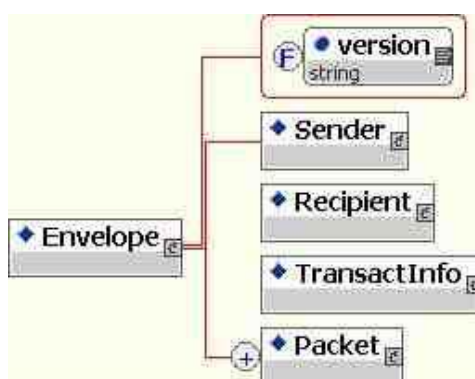 F
version
string
Sender
Recipient
Envelope
TransactInfo
Packet